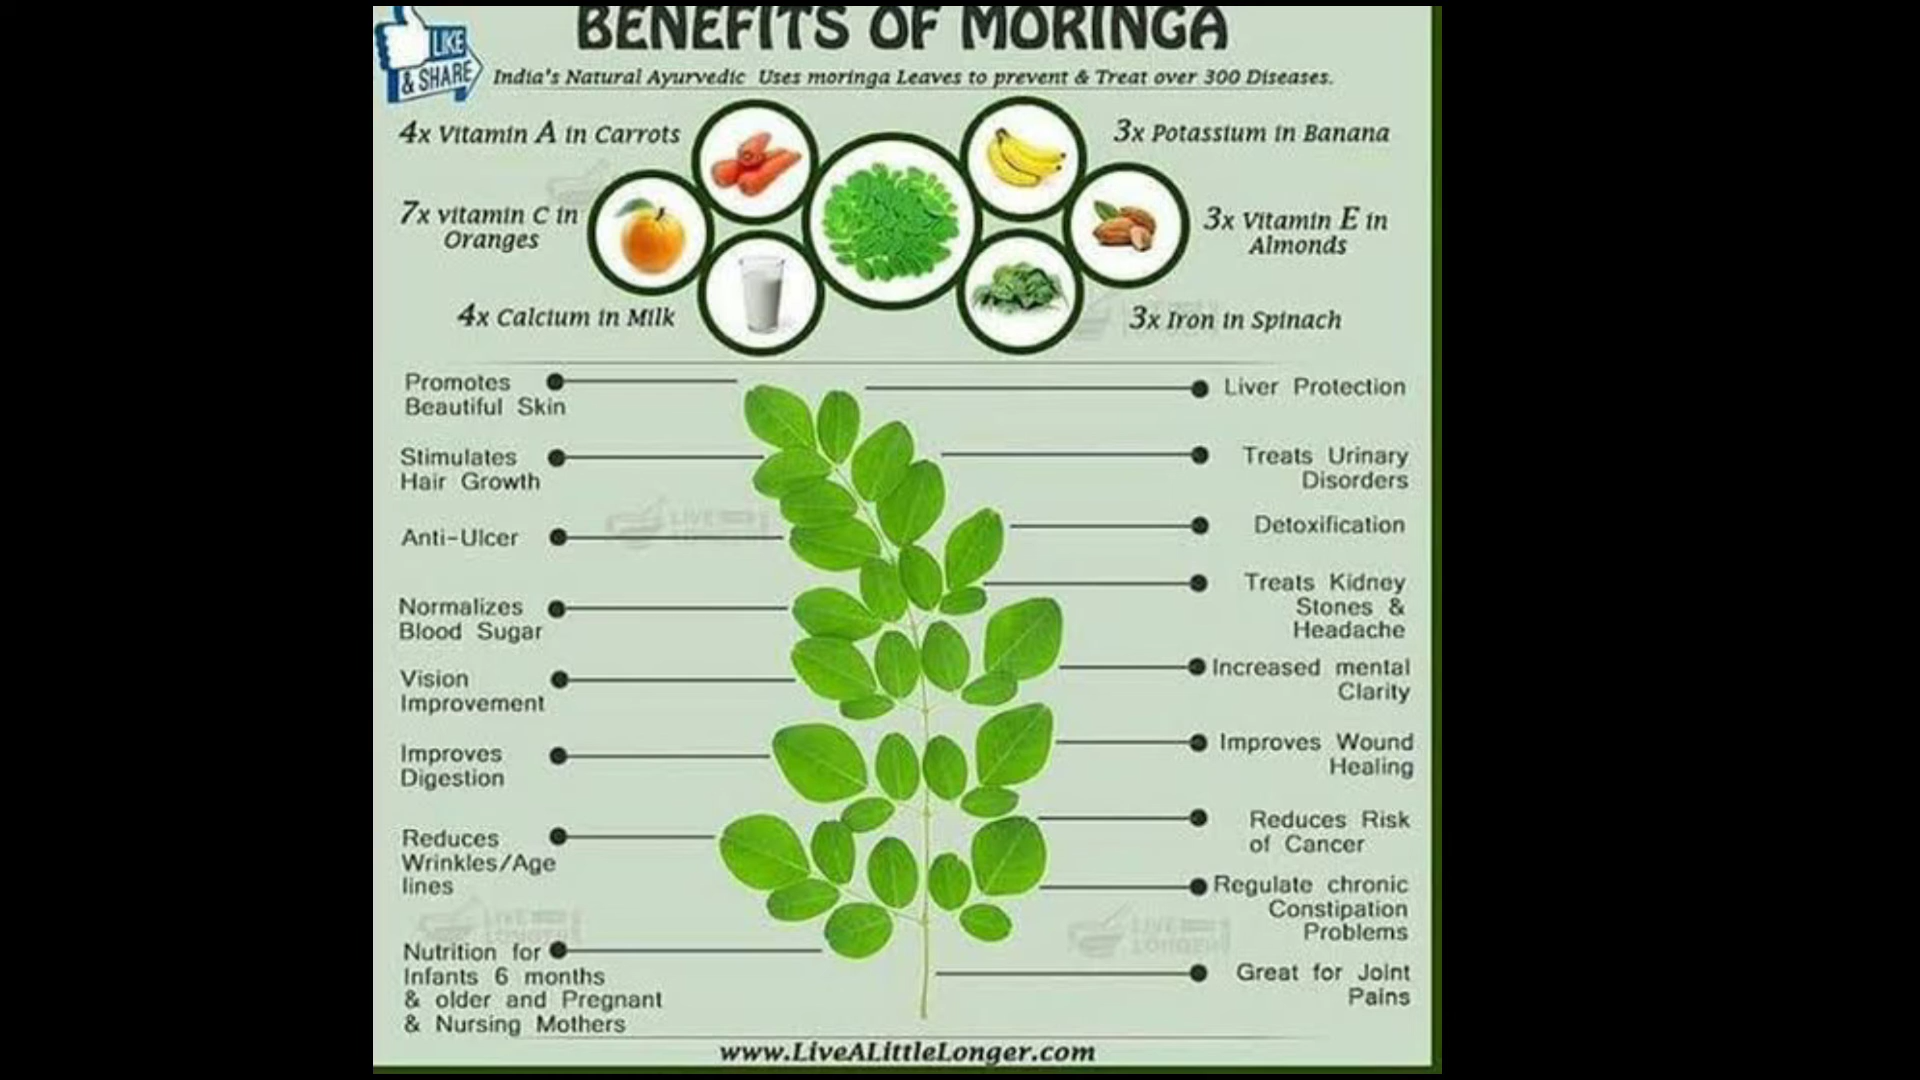 BENEFITS OF MORINGA
LIKE
& SHARE
India's Natural Ayurvedic Uses moringa Leaves to prevent & Treat over 300 Diseases.
4x Vitamin A in Carrots
3x Potassium in Banana
7x vitamin C in
Oranges
3x Vitamin E in
Almonds
4x Calcium in Milk
3x Iron in Spinach
Promotes
Beautiful Skin
Stimulates
Hair Growth
Anti-Ulcer
Normalizes
Blood Sugar
Vision
Improvement
Improves
Digestion
Reduces
Wrinkles/Age
lines
Nutrition for
Infants 6 months
& older and Pregnant
& Nursing Mothers
Liver Protection
Treats Urinary
Disorders
Detoxification
Treats Kidney
Stones &
Headache
Increased mental
Clarity
Improves Wound
Healing
Reduces Risk
of Cancer
Regulate chronic
Constipation
Problems
Great for Joint
Pains
www.LiveALittleLonger.com